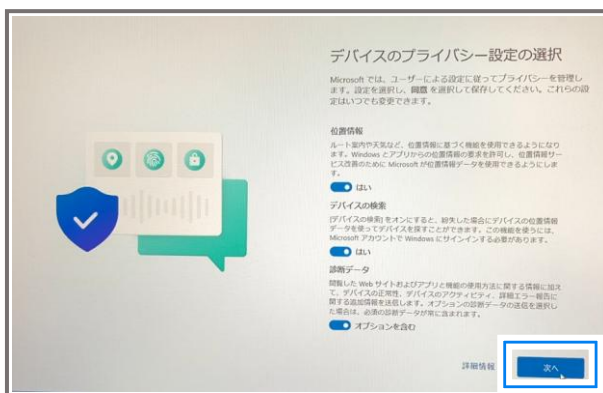 デバイスのプライバシー設定の選択
Microsoft では、ユーザーによる設定に従ってプライバシーを管理し
ます。設定を選択し、同意 を選択して保存してください。これらの設
定はいつでも変更できます。
位置情報
ルート案内や天気など、位置情報に基づく機能を使用できるようになり
ます。Windows とアプリからの位置情報の要求を許可し、位置情報サー
ビス改善のために Microsoft が位置情報データを使用できるようにしま
す。
はい
デバイスの検索
[デバイスの検索] をオンにすると、紛失した場合にデバイスの位置情報
データを使ってデバイスを探すことができます。この機能を使うには、
Microsoft アカウントで Windows にサインインする必要があります。
はい
診断データ
閲覧した Web サイトおよびアプリと機能の使用方法に関する情報に加え
て、デバイスの正常性、デバイスのアクティビティ、詳細エラー報告に
関する追加情報を送信します。オプションの診断データの送信を選択し
た場合は、必須の診断データが常に含まれます。
オプションを含む
詳細情報
次へ